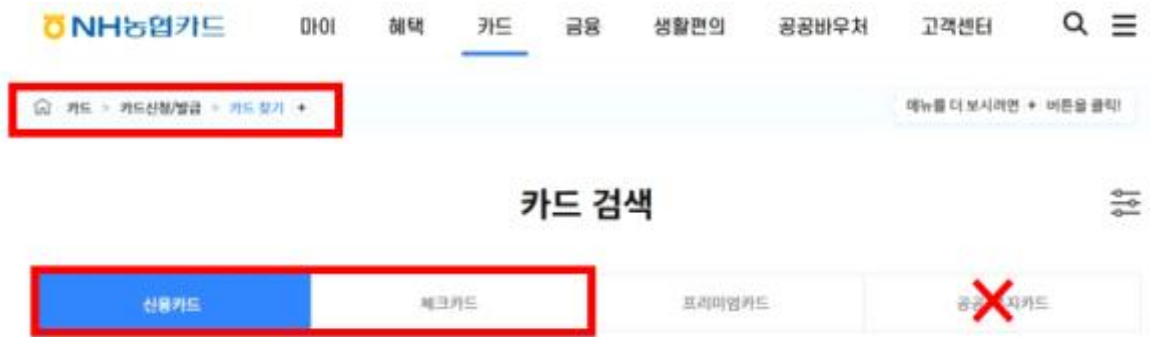 NH농협카드 마이 혜택 카드 금융 생활편의 공공바우처 고객센터
카드 > 카드신청/발급 > 카드 찾기 +
메뉴를 더 보시려면 + 버튼을 클릭!
카드 검색
신용카드 체크카드 프리미엄카드